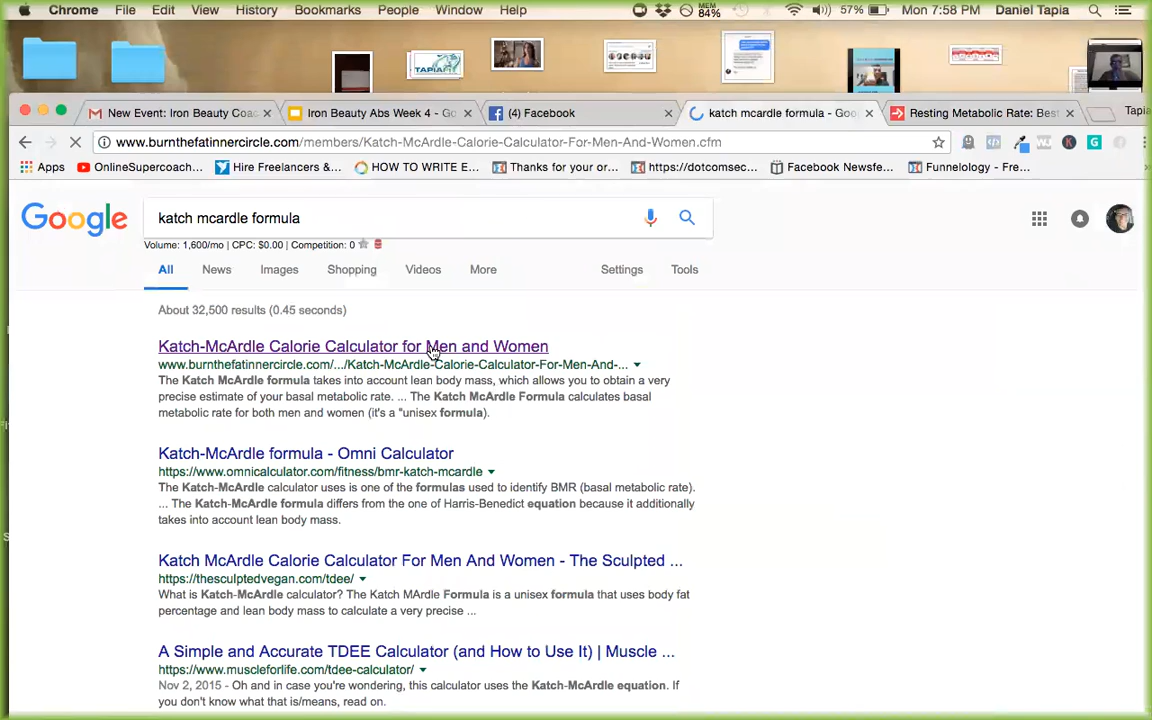 Chrome File Edit View History Bookmarks People Window Help MEM 84% 57% Mon 7:58 PM Daniel Tapia
TAPIAFIT
New Event: Iron Beauty Coac Iron Beauty Abs Week 4 - Go (4) Facebook katch mcardle formula - Goo Resting Metabolic Rate: Best Tapia
www.burnthefatinnercircle.com/members/Katch-McArdle-Calorie-Calculator-For-Men-And-Women.cfm
Apps OnlineSupercoach... Hire Freelancers &... HOW TO WRITE E... Thanks for your or... https://dotcomsec... Facebook Newsfe... Funnelology - Fre...
Google katch mcardle formula
Volume: 1,600/mo | CPC: $0.00 | Competition: 0
All News Images Shopping Videos More Settings Tools
About 32,500 results (0.45 seconds)
Katch-McArdle Calorie Calculator for Men and Women
www.burnthefatinnercircle.com/.../Katch-McArdle-Calorie-Calculator-For-Men-And-...
The Katch McArdle formula takes into account lean body mass, which allows you to obtain a very
precise estimate of your basal metabolic rate. ... The Katch McArdle Formula calculates basal
metabolic rate for both men and women (it's a "unisex formula).
Katch-McArdle formula - Omni Calculator
https://www.omnicalculator.com/fitness/bmr-katch-mcardle
The Katch-McArdle calculator uses is one of the formulas used to identify BMR (basal metabolic rate).
... The Katch-McArdle formula differs from the one of Harris-Benedict equation because it additionally
takes into account lean body mass.
Katch McArdle Calorie Calculator For Men And Women - The Sculpted ...
https://thesculptedvegan.com/tdee/
What is Katch-McArdle calculator? The Katch MArdle Formula is a unisex formula that uses body fat
percentage and lean body mass to calculate a very precise ...
A Simple and Accurate TDEE Calculator (and How to Use It) | Muscle ...
https://www.muscleforlife.com/tdee-calculator/
Nov 2, 2015 - Oh and in case you're wondering, this calculator uses the Katch-McArdle equation. If
you don't know what that is/means, read on.